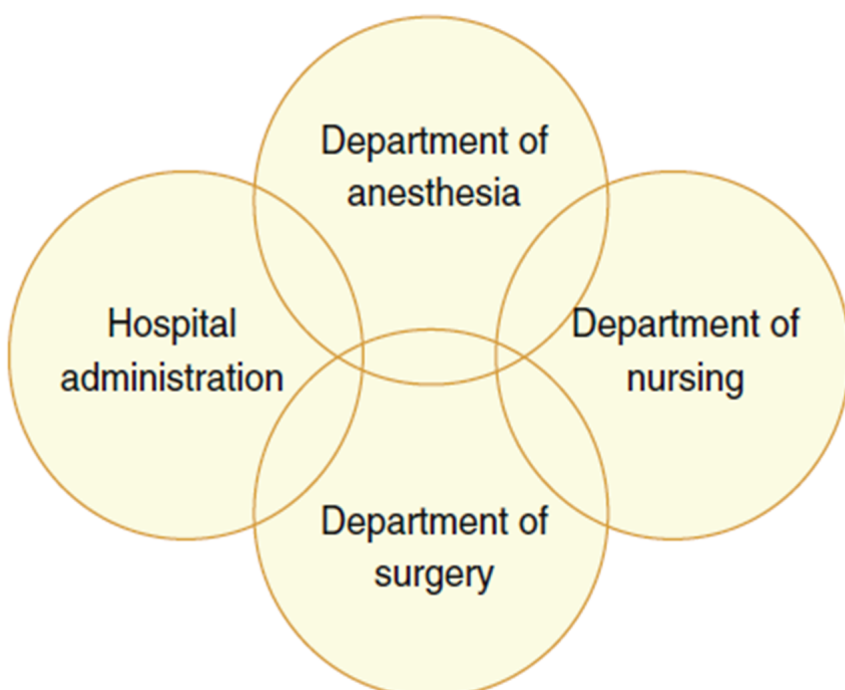 Department of
anesthesia
Hospital
administration
Department of
nursing
Department of
surgery